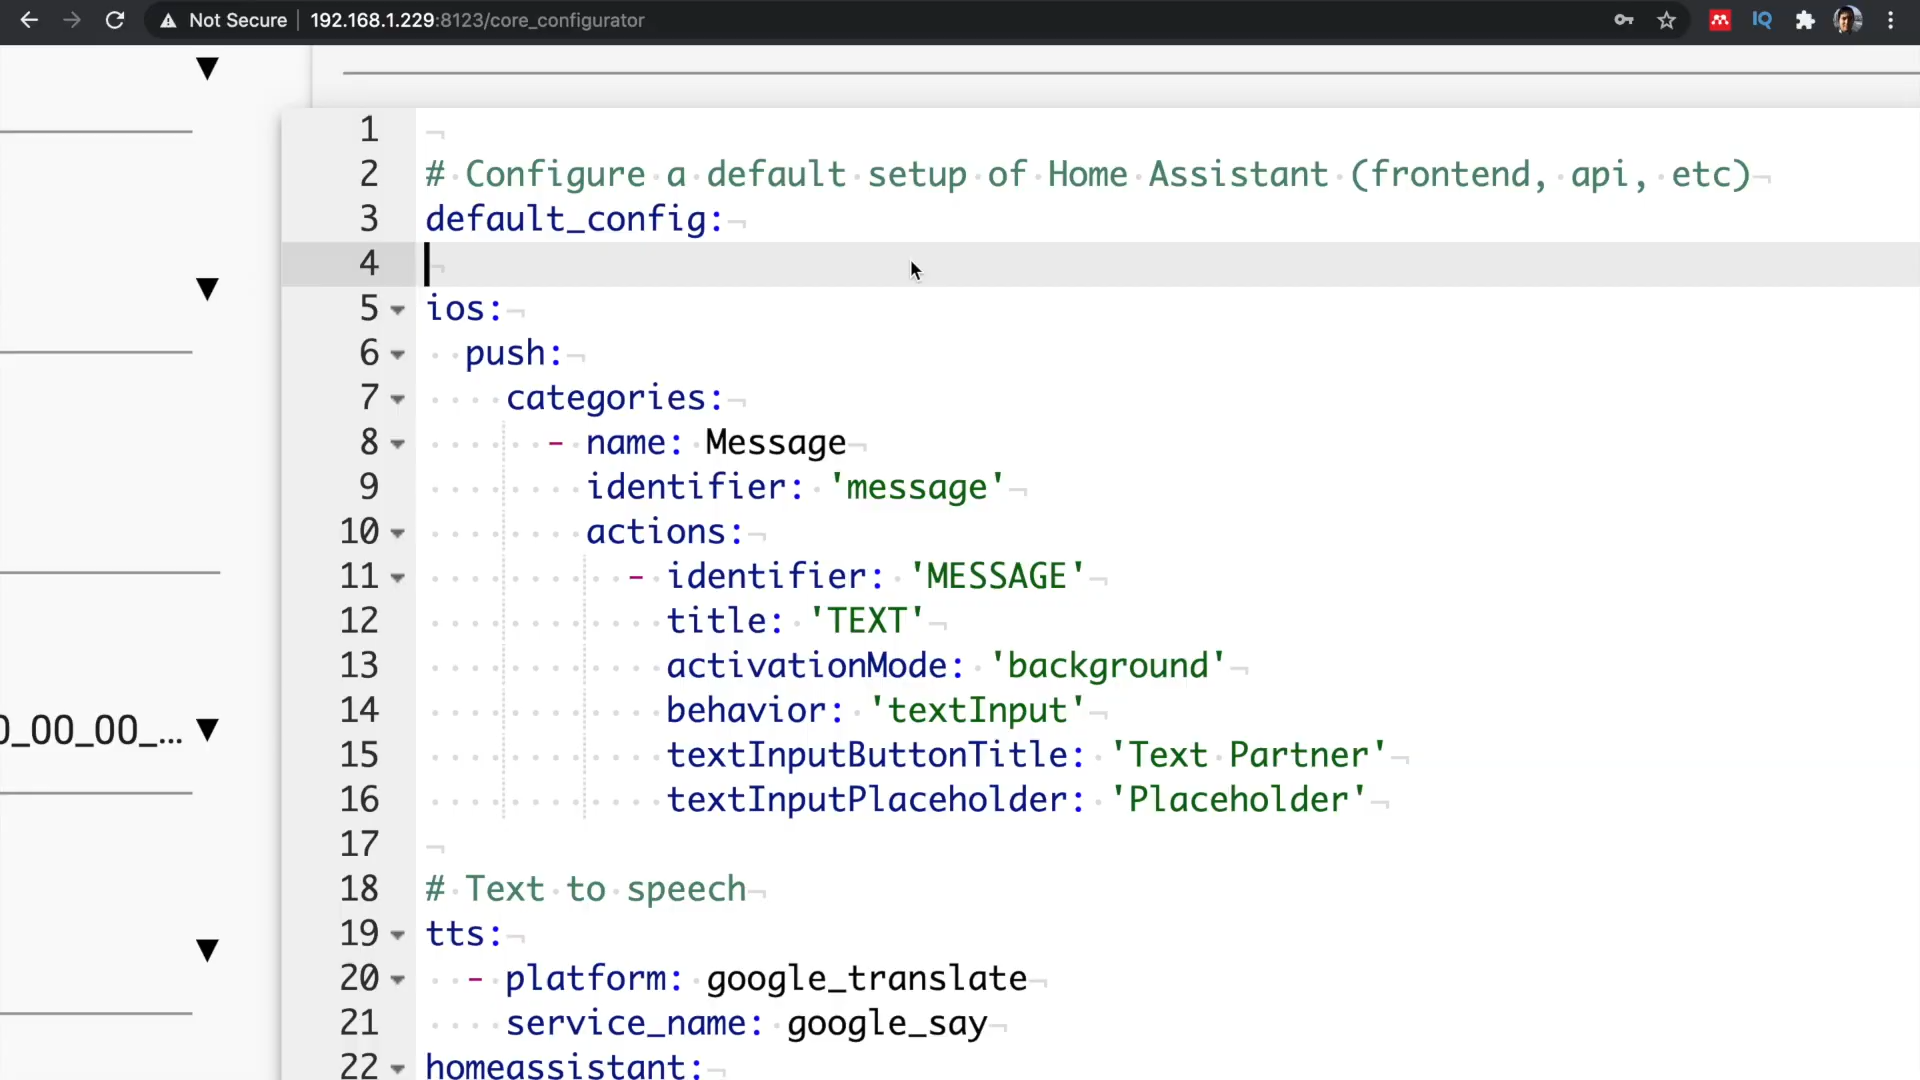 Not Secure 192.168.1.229:8123/core_configurator
IQ
0_00_00_...
1
2 # Configure a default setup of Home Assistant (frontend, api, etc)
3 default_config:
4
5 ios:
6 push:
7 categories:
8 - name: Message
9 identifier: 'message'
10 actions:
11 - identifier: 'MESSAGE'
12 title: 'TEXT'
13 activationMode: 'background'
14 behavior: 'textInput'
15 textInputButtonTitle: 'Text Partner'
16 textInputPlaceholder: 'Placeholder'
17
18 # Text to speech
19 tts:
20 - platform: google_translate
21 service_name: google_say
22 homeassistant: